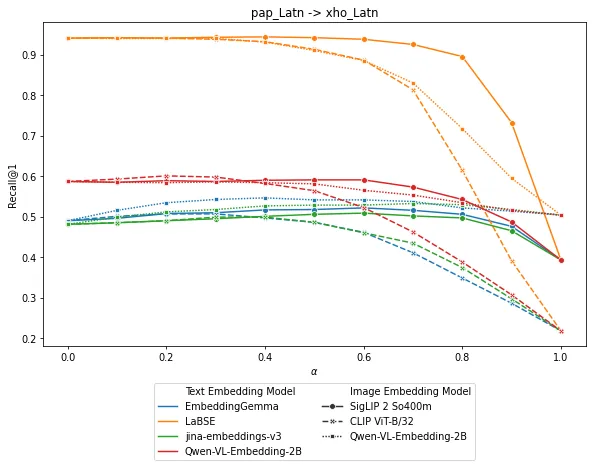 pap_Latn -> xho_Latn
Recall@1
0.9
0.8
0.7
0.6
0.5
0.4
0.3
0.2
0.0
0.2
0.4
0.6
0.8
1.0
α
Text Embedding Model
EmbeddingGemma
LaBSE
jina-embeddings-v3
Qwen-VL-Embedding-2B
Image Embedding Model
SigLIP 2 So400m
CLIP ViT-B/32
Qwen-VL-Embedding-2B